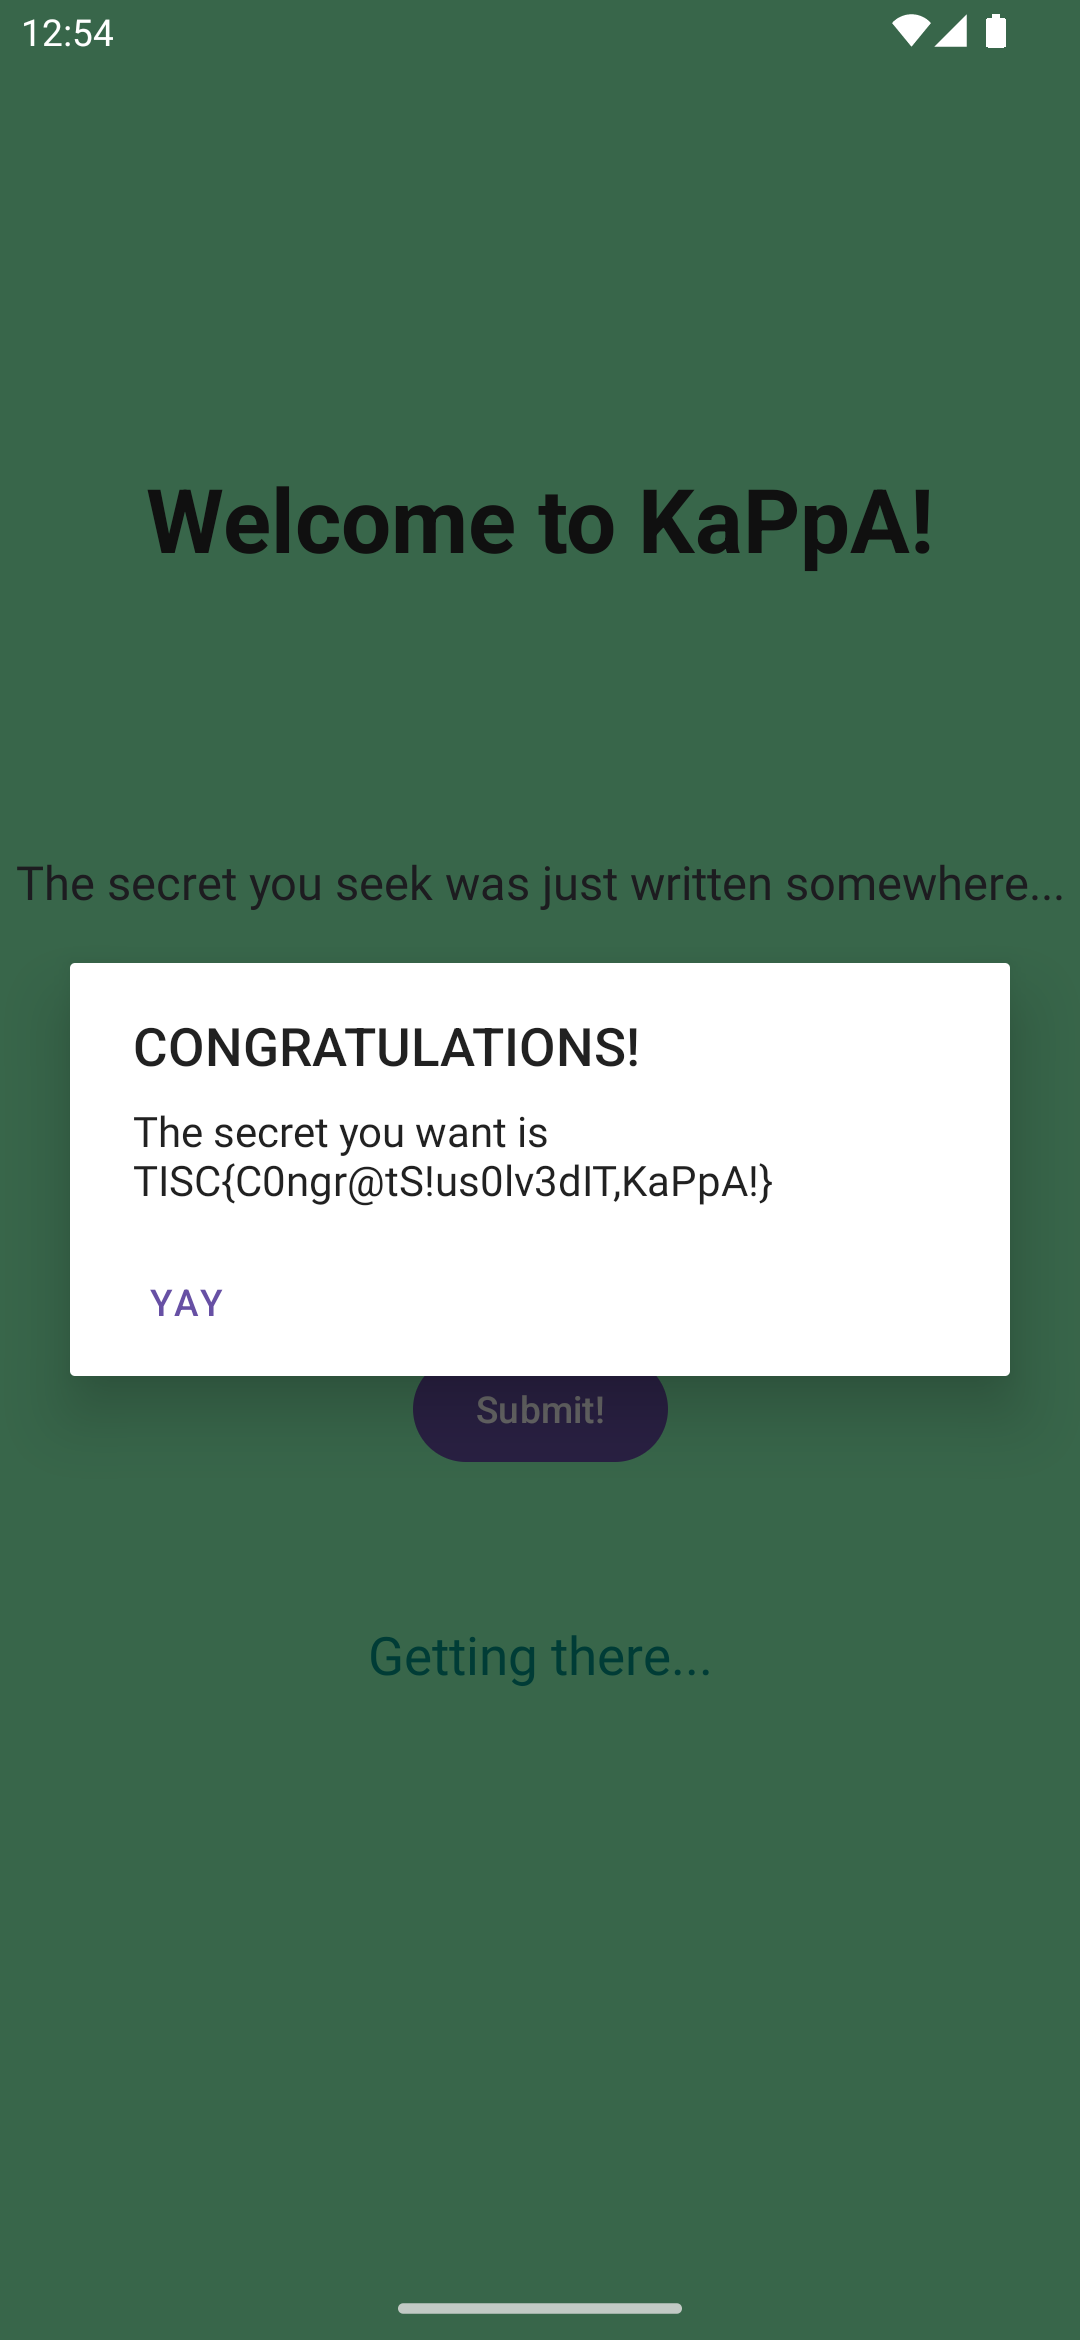 12:54
Welcome to KaPpA!
The secret you seek was just written somewhere...
CONGRATULATIONS!
The secret you want is
TISC{C0ngr@tS!us0lv3dIT,KaPpA!}
YAY
Submit!
Getting there...